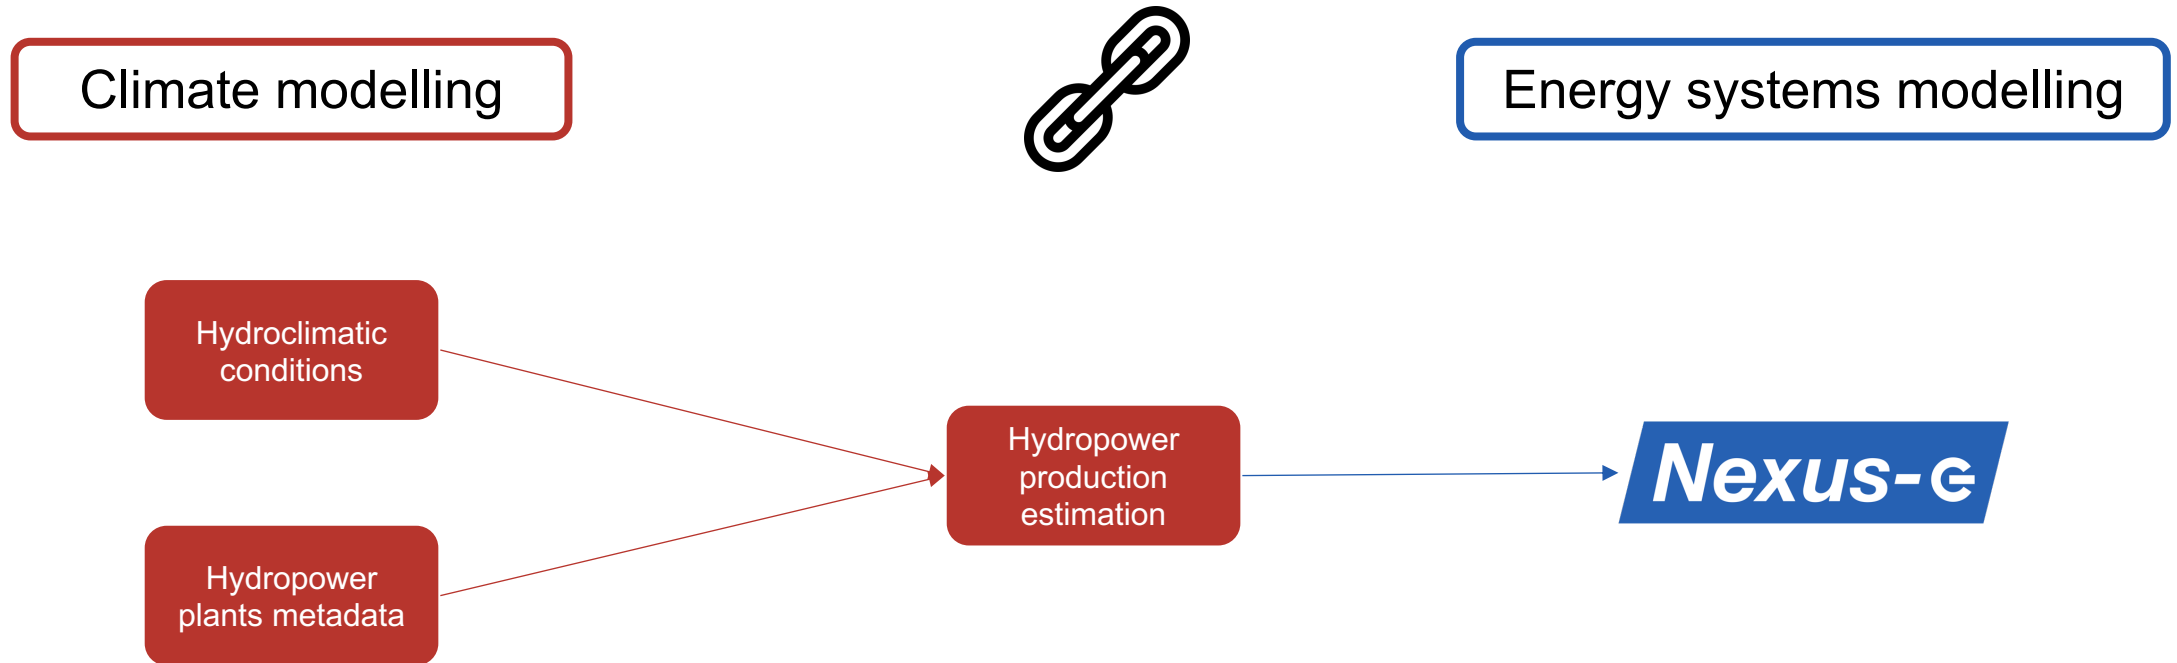 Climate modelling
Energy systems modelling
Hydroclimatic
conditions
Hydropower
production
estimation
Nexus-e
Hydropower
plants metadata